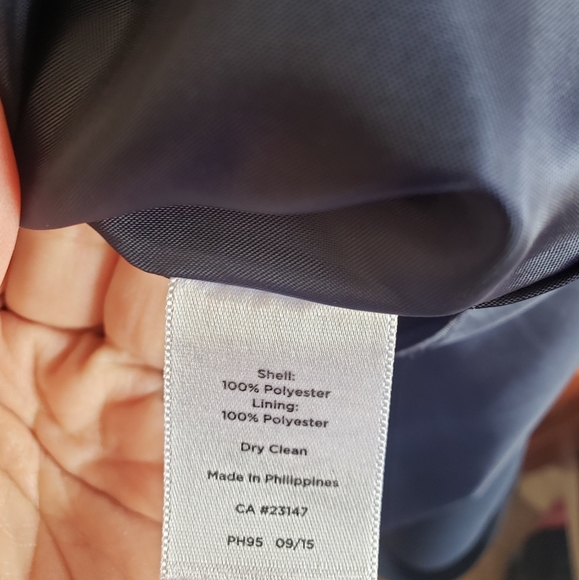 Shell:
100% Polyester
Lining:
100% Polyester
Dry Clean
Made In Philippines
CA #23147
PH95 09/15